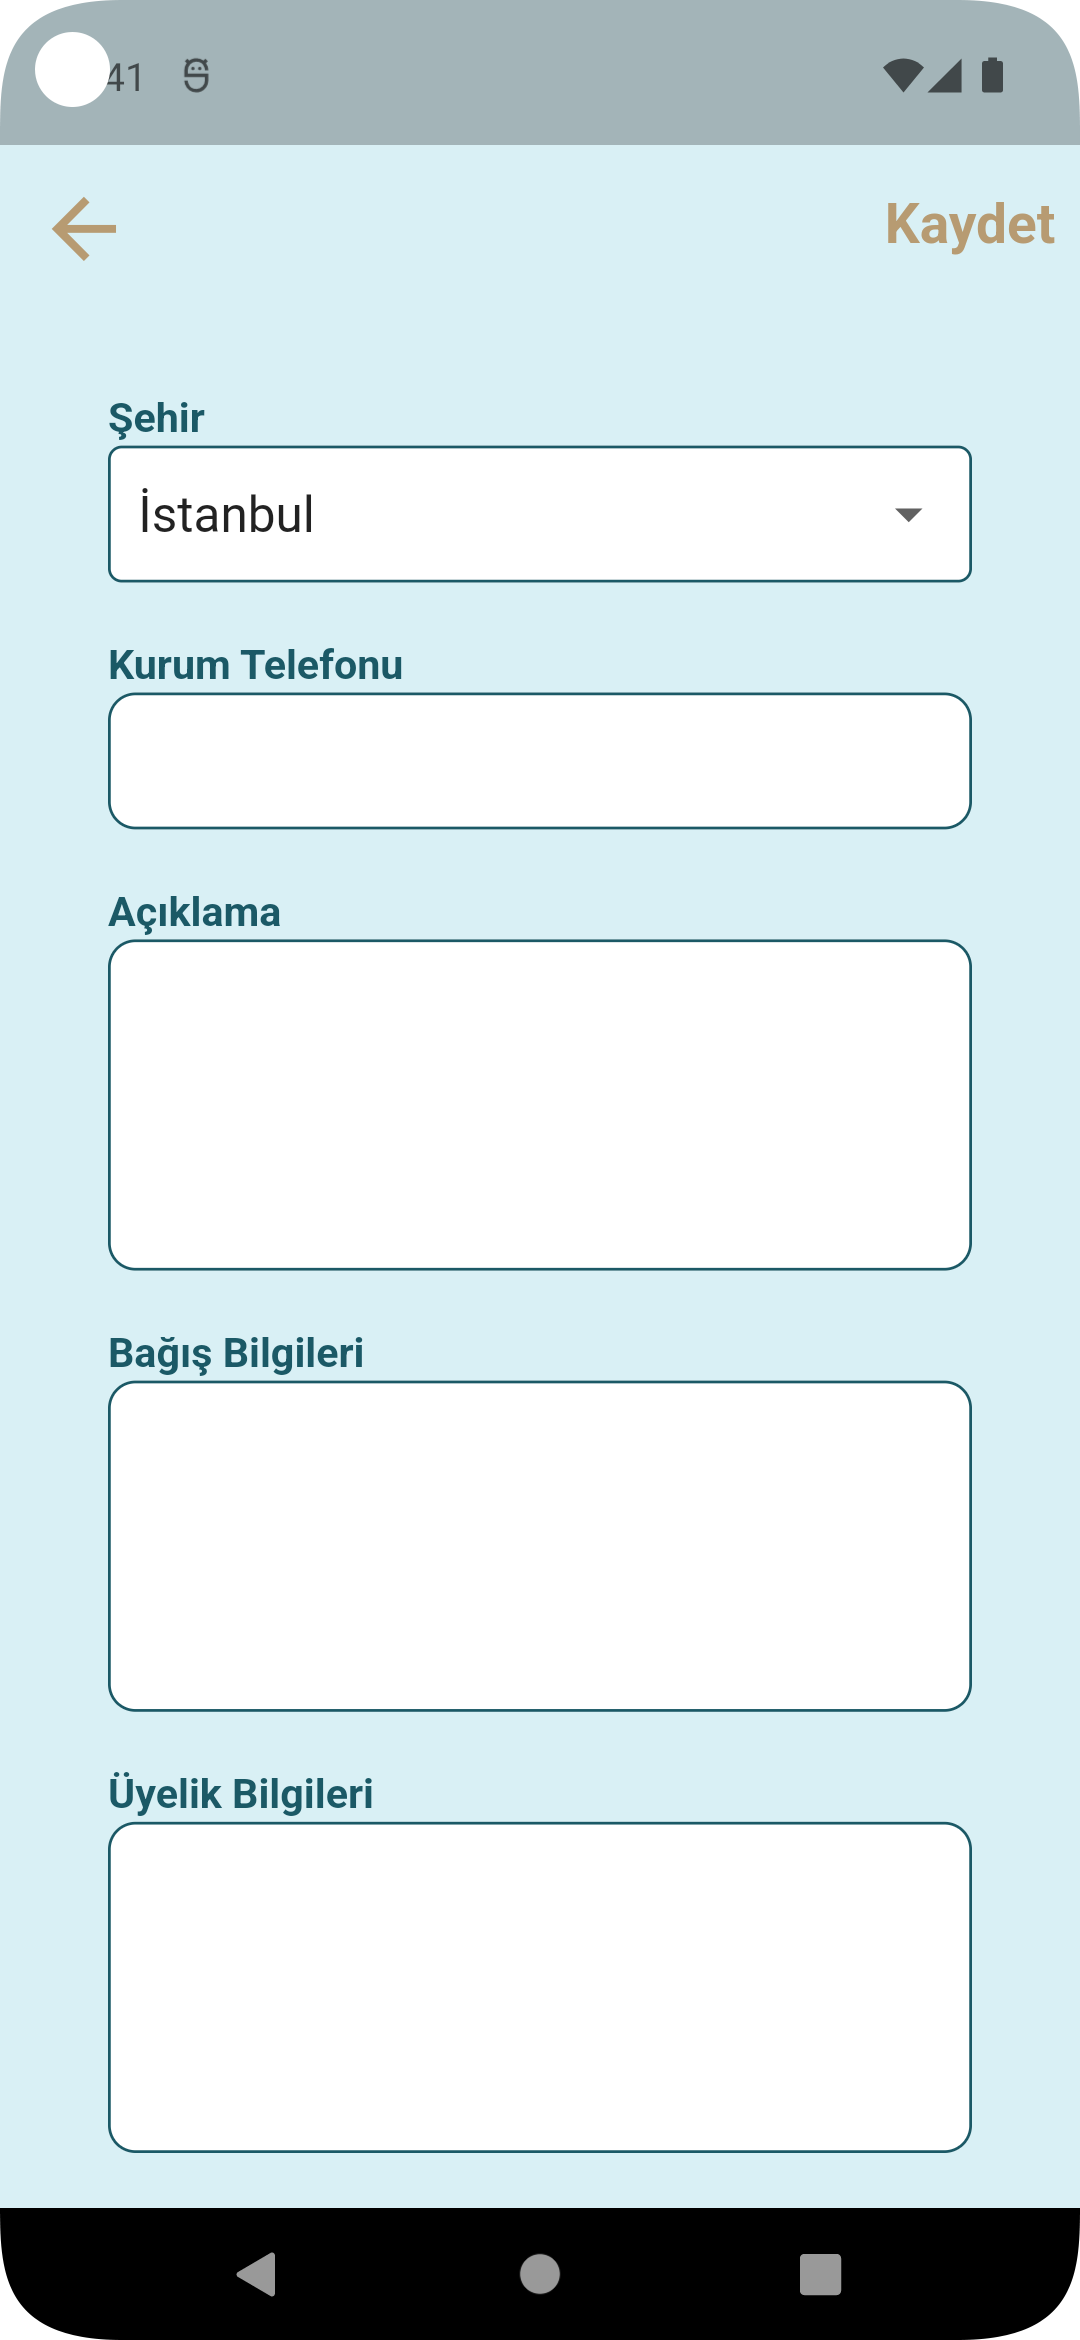 41
Kaydet
Şehir
İstanbul
Kurum Telefonu
Açıklama
Bağış Bilgileri
Üyelik Bilgileri